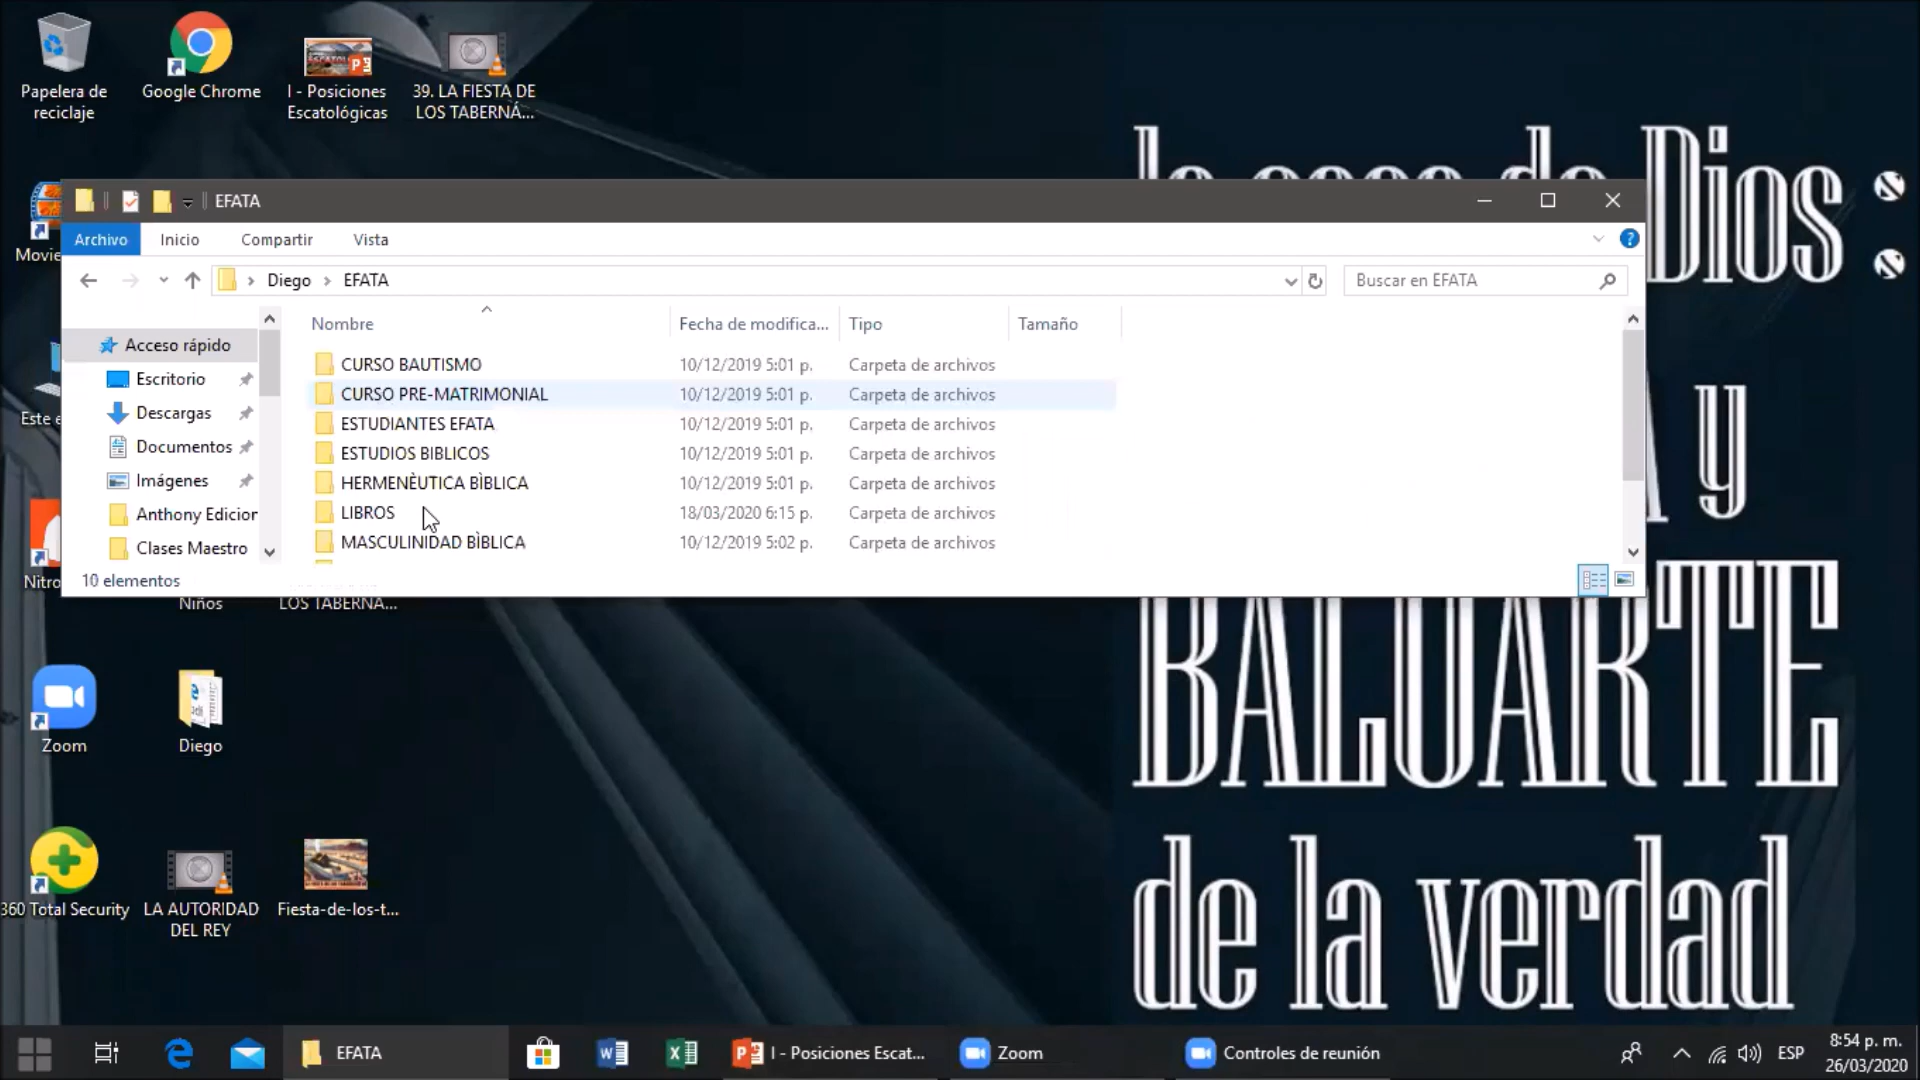 Papelera de
reciclaje
Google Chrome
I - Posiciones
Escatológicas
39. LA FIESTA DE
LOS TABERNÁ...
Dios :
EFATA
Archivo
Inicio
Compartir
Vista
Movie
Diego
EFATA
Buscar en EFATA
Nombre
Fecha de modifica...
Tipo
Tamaño
Acceso rápido
Escritorio
Descargas
Documentos
Imágenes
Anthony Edicior
Clases Maestro
CURSO BAUTISMO 10/12/2019 5:01 p. Carpeta de archivos
CURSO PRE-MATRIMONIAL 10/12/2019 5:01 p. Carpeta de archivos
ESTUDIANTES EFATA 10/12/2019 5:01 p. Carpeta de archivos
ESTUDIOS BIBLICOS 10/12/2019 5:01 p. Carpeta de archivos
HERMENÈUTICA BÌBLICA 10/12/2019 5:01 p. Carpeta de archivos
LIBROS 18/03/2020 6:15 p. Carpeta de archivos
MASCULINIDAD BÌBLICA 10/12/2019 5:02 p. Carpeta de archivos
10 elementos
Este e
Nitro
y
Niños
LOS TABERNÁ...
BALUARTE
de la verdad
Zoom
Diego
360 Total Security
LA AUTORIDAD
DEL REY
Fiesta-de-los-t...
EFATA
I - Posiciones Escat...
Zoom
Controles de reunión
ESP
8:54 p. m.
26/03/2020